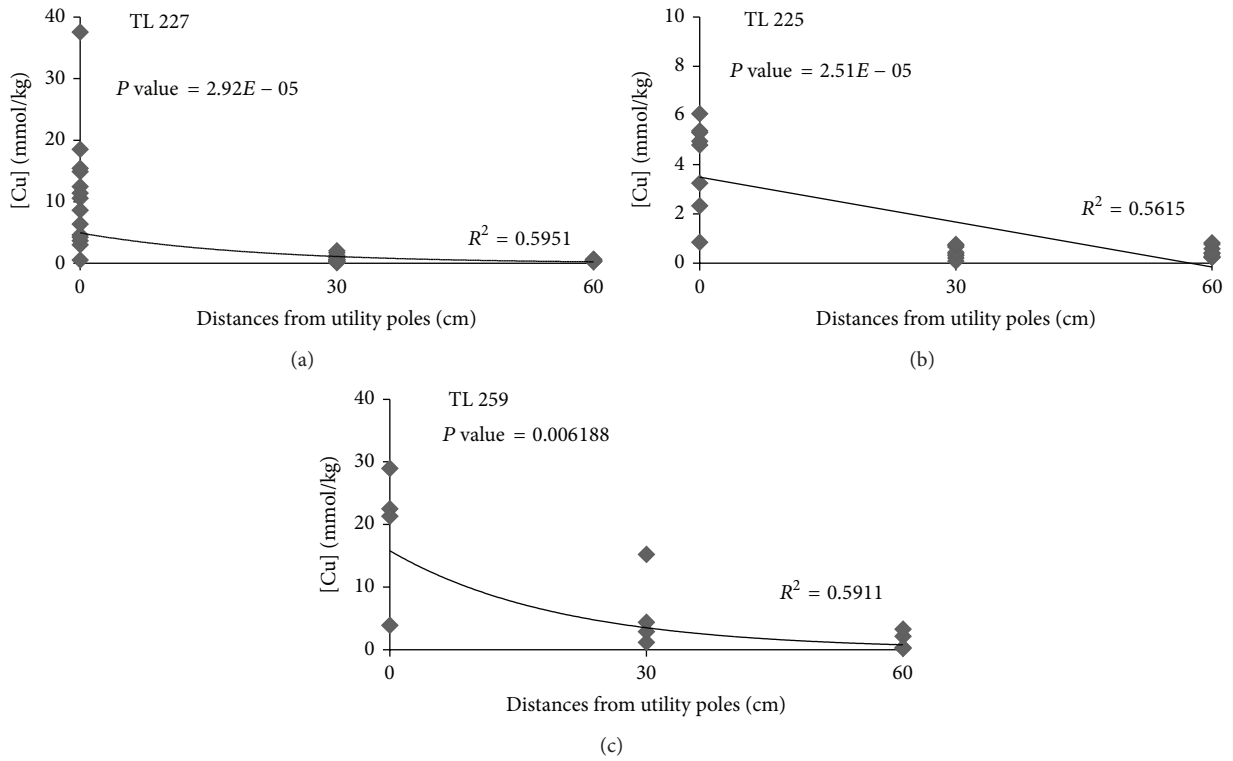 TL 227
P value = 2.92E − 05
[Cu] (mmol/kg)
40
30
20
10
0
R² = 0.5951
0 30 60
Distances from utility poles (cm)
(a)
TL 225
P value = 2.51E − 05
[Cu] (mmol/kg)
10
8
6
4
2
0
R² = 0.5615
0 30 60
Distances from utility poles (cm)
(b)
TL 259
P value = 0.006188
[Cu] (mmol/kg)
40
30
20
10
0
R² = 0.5911
0 30 60
Distances from utility poles (cm)
(c)